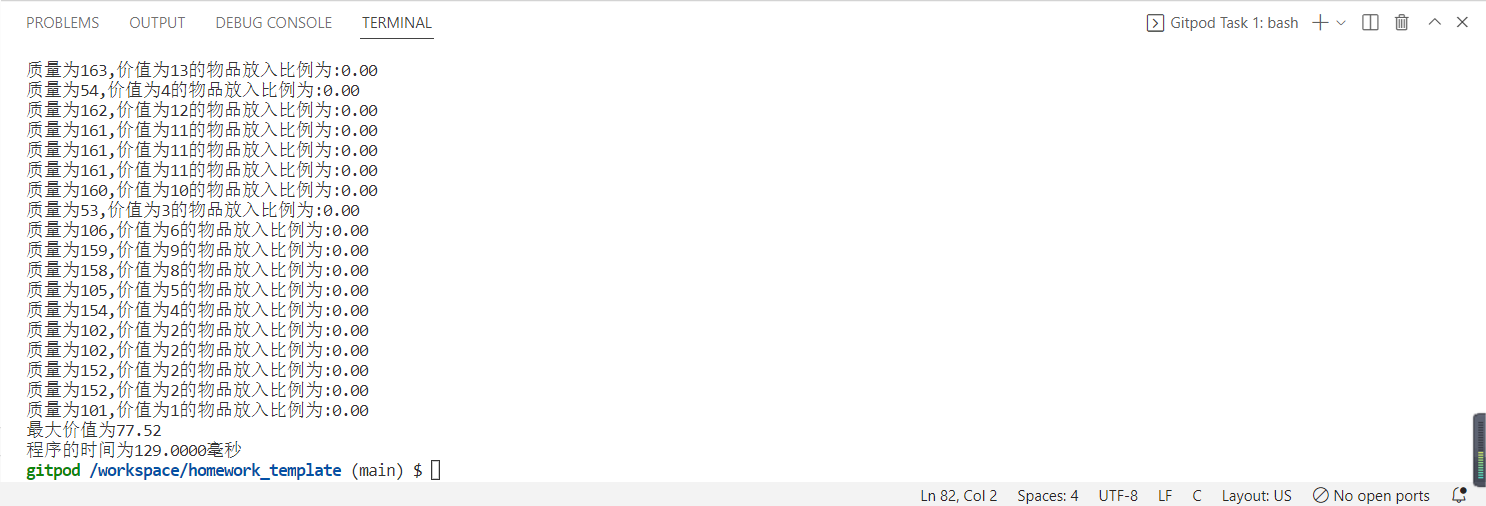 PROBLEMS OUTPUT DEBUG CONSOLE TERMINAL Gitpod Task 1: bash
质量为163,价值为13的物品放入比例为:0.00
质量为54,价值为4的物品放入比例为:0.00
质量为162,价值为12的物品放入比例为:0.00
质量为161,价值为11的物品放入比例为:0.00
质量为161,价值为11的物品放入比例为:0.00
质量为161,价值为11的物品放入比例为:0.00
质量为160,价值为10的物品放入比例为:0.00
质量为53,价值为3的物品放入比例为:0.00
质量为106,价值为6的物品放入比例为:0.00
质量为159,价值为9的物品放入比例为:0.00
质量为158,价值为8的物品放入比例为:0.00
质量为105,价值为5的物品放入比例为:0.00
质量为154,价值为4的物品放入比例为:0.00
质量为102,价值为2的物品放入比例为:0.00
质量为102,价值为2的物品放入比例为:0.00
质量为152,价值为2的物品放入比例为:0.00
质量为152,价值为2的物品放入比例为:0.00
质量为101,价值为1的物品放入比例为:0.00
最大价值为77.52
程序的时间为129.0000毫秒
gitpod /workspace/homework_template (main) $
Ln 82, Col 2 Spaces: 4 UTF-8 LF C Layout: US No open ports